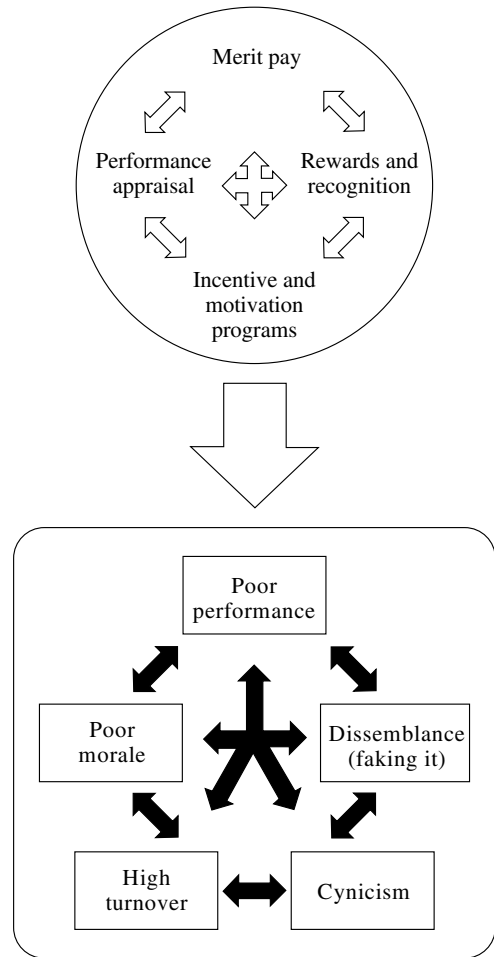 Merit pay
Performance
appraisal
Rewards and
recognition
Incentive and
motivation
programs
Poor
performance
Poor
morale
Dissemblance
(faking it)
High
turnover
Cynicism